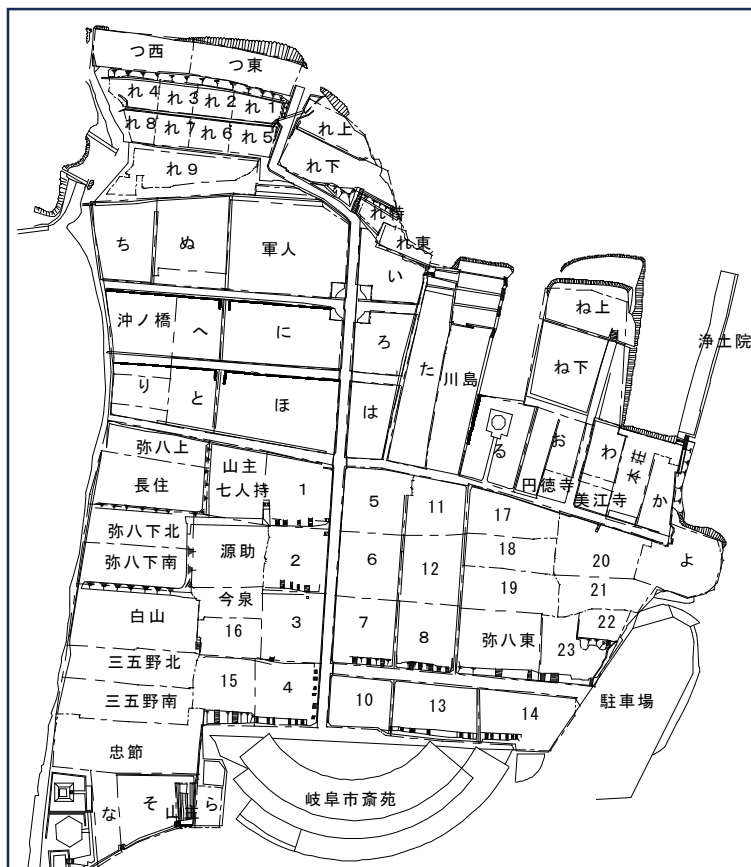 つ西
つ東
れ4
れ3
れ2
れ1
れ8
れ7
れ6
れ5
れ上
れ下
れ9
れ東
ち
ぬ
軍人
い
沖ノ橋
へ
に
ろ
た
川島
り
と
ほ
は
ね上
ね下
浄土院
る
お
わ
本荘
か
円徳寺
美江寺
よ
弥八上
長住
山主
七人持
1
弥八下北
弥八下南
源助
2
白山
今泉
16
3
三五野北
三五野南
15
4
忠節
な
そ
ら
5
11
17
6
12
18
20
19
21
7
8
弥八東
23
22
10
13
14
駐車場
岐阜市斎苑